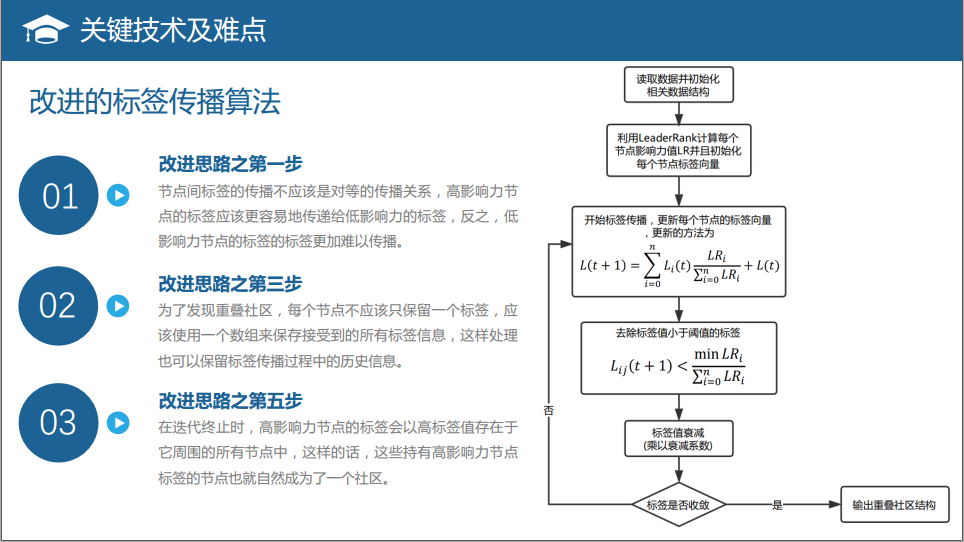 关键技术及难点
改进的标签传播算法
01
改进思路之第一步
节点间标签的传播不应该是对等的传播关系，高影响力节
点的标签应该更容易地传递给低影响力的标签，反之，低
影响力节点的标签的标签更加难以传播。
02
改进思路之第三步
为了发现重叠社区，每个节点不应该只保留一个标签，应
该使用一个数组来保存接受到的所有标签信息，这样处理
也可以保留标签传播过程中的历史信息。
03
改进思路之第五步
在迭代终止时，高影响力节点的标签会以高标签值存在于
它周围的所有节点中，这样的话，这些持有高影响力节点
标签的节点也就自然成为了一个社区。
读取数据并初始化
相关数据结构
利用LeaderRank计算每个
节点影响力值LR并且初始化
每个节点标签向量
开始标签传播，更新每个节点的标签向量
，更新的方法为
L(t + 1) = ∑_{i=0}^{n} L_i(t) LR_i / ∑_{i=0}^{n} LR_i + L(t)
去除标签值小于阈值的标签
L_{ij}(t + 1) < min LR_i / ∑_{i=0}^{n} LR_i
标签值衰减
(乘以衰减系数)
标签是否收敛
否
是
输出重叠社区结构